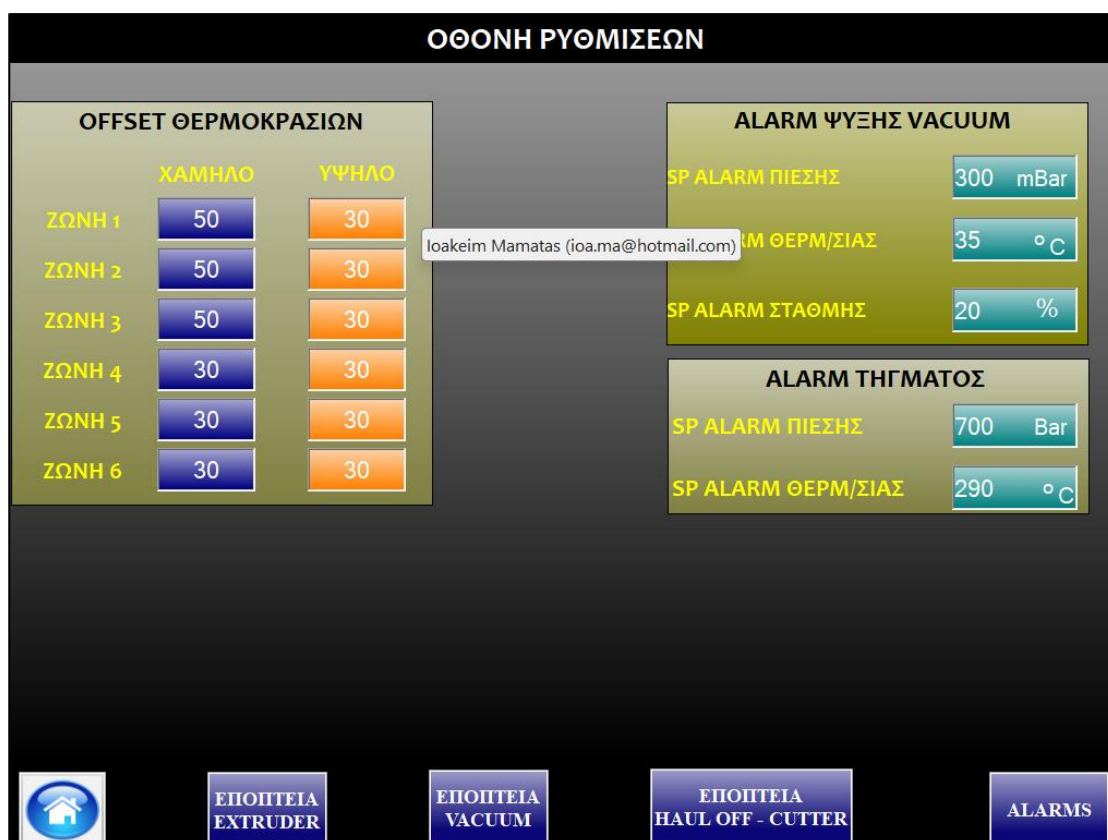 ΟΘΟΝΗ ΡΥΘΜΙΣΕΩΝ
OFFSET ΘΕΡΜΟΚΡΑΣΙΩΝ
ΧΑΜΗΛΟ ΥΨΗΛΟ
ΖΩΝΗ 1 50 30
ΖΩΝΗ 2 50 30
ΖΩΝΗ 3 50 30
ΖΩΝΗ 4 30 30
ΖΩΝΗ 5 30 30
ΖΩΝΗ 6 30 30
Ioakeim Mamatas (ioa.ma@hotmail.com)
ALARM ΨΥΞΗΣ VACUUM
SP ALARM ΠΙΕΣΗΣ 300 mBar
ΘΕΡΜ/ΣΙΑΣ 35 °C
SP ALARM ΣΤΑΘΜΗΣ 20 %
ALARM ΤΗΓΜΑΤΟΣ
SP ALARM ΠΙΕΣΗΣ 700 Bar
SP ALARM ΘΕΡΜ/ΣΙΑΣ 290 °C
ΕΠΟΠΤΕΙΑ
EXTRUDER
ΕΠΟΠΤΕΙΑ
VACUUM
ΕΠΟΠΤΕΙΑ
HAUL OFF - CUTTER
ALARMS